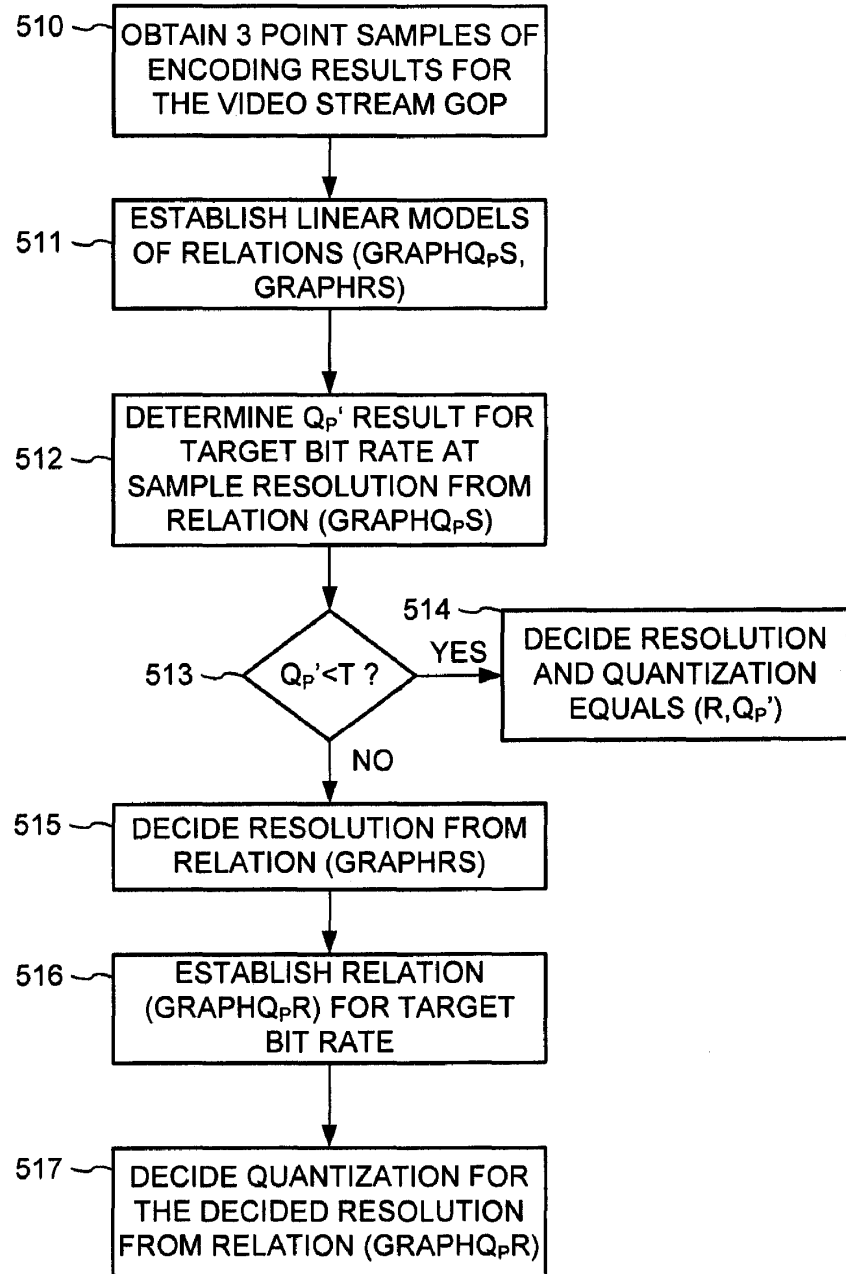 510
OBTAIN 3 POINT SAMPLES OF
ENCODING RESULTS FOR
THE VIDEO STREAM GOP
511
ESTABLISH LINEAR MODELS
OF RELATIONS (GRAPHQPS,
GRAPHRS)
512
DETERMINE QP' RESULT FOR
TARGET BIT RATE AT
SAMPLE RESOLUTION FROM
RELATION (GRAPHQPS)
513
QP'<T ?
YES
514
DECIDE RESOLUTION
AND QUANTIZATION
EQUALS (R,QP')
NO
515
DECIDE RESOLUTION FROM
RELATION (GRAPHRS)
516
ESTABLISH RELATION
(GRAPHQPR) FOR TARGET
BIT RATE
517
DECIDE QUANTIZATION FOR
THE DECIDED RESOLUTION
FROM RELATION (GRAPHQPR)